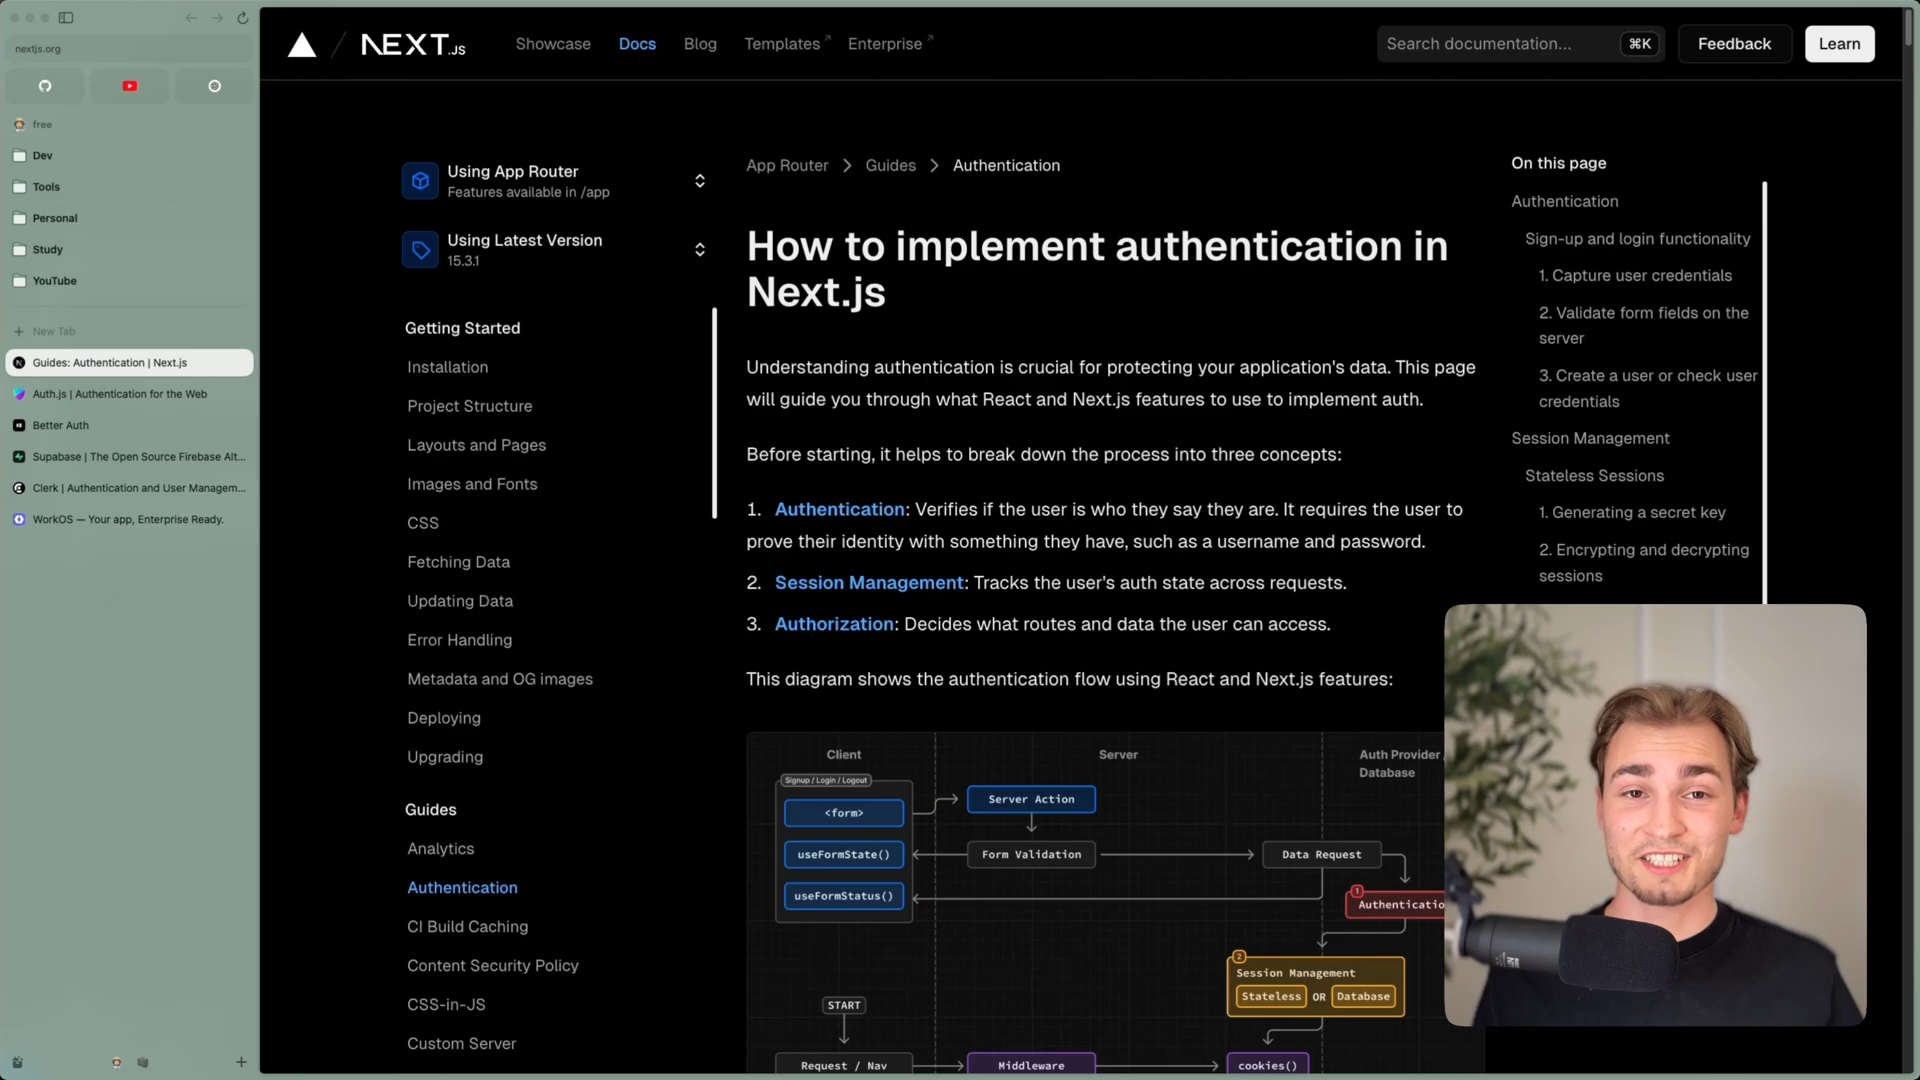 nextjs.org
free
Dev
Tools
Personal
Study
YouTube
New Tab
Guides: Authentication | Next.js
Auth.js | Authentication for the Web
Better Auth
Supabase | The Open Source Firebase Alt...
Clerk | Authentication and User Managem...
WorkOS — Your app, Enterprise Ready.
NEXT.JS
Showcase
Docs
Blog
Templates
Enterprise
Search documentation...
⌘K
Feedback
Learn
Using App Router
Features available in /app
Using Latest Version
15.3.1
Getting Started
Installation
Project Structure
Layouts and Pages
Images and Fonts
CSS
Fetching Data
Updating Data
Error Handling
Metadata and OG images
Deploying
Upgrading
Guides
Analytics
Authentication
CI Build Caching
Content Security Policy
CSS-in-JS
Custom Server
App Router
Guides
Authentication
How to implement authentication in
Next.js
Understanding authentication is crucial for protecting your application's data. This page
will guide you through what React and Next.js features to use to implement auth.
Before starting, it helps to break down the process into three concepts:
1. Authentication: Verifies if the user is who they say they are. It requires the user to
prove their identity with something they have, such as a username and password.
2. Session Management: Tracks the user's auth state across requests.
3. Authorization: Decides what routes and data the user can access.
This diagram shows the authentication flow using React and Next.js features:
Client
Server
Auth Provider
Database
Signup / Login / Logout
<form>
Server Action
useFormState()
Form Validation
Data Request
useFormStatus()
1
Authenticatio
2
Session Management
Stateless OR Database
START
Request / Nav
Middleware
cookies()
On this page
Authentication
Sign-up and login functionality
1. Capture user credentials
2. Validate form fields on the
server
3. Create a user or check user
credentials
Session Management
Stateless Sessions
1. Generating a secret key
2. Encrypting and decrypting
sessions